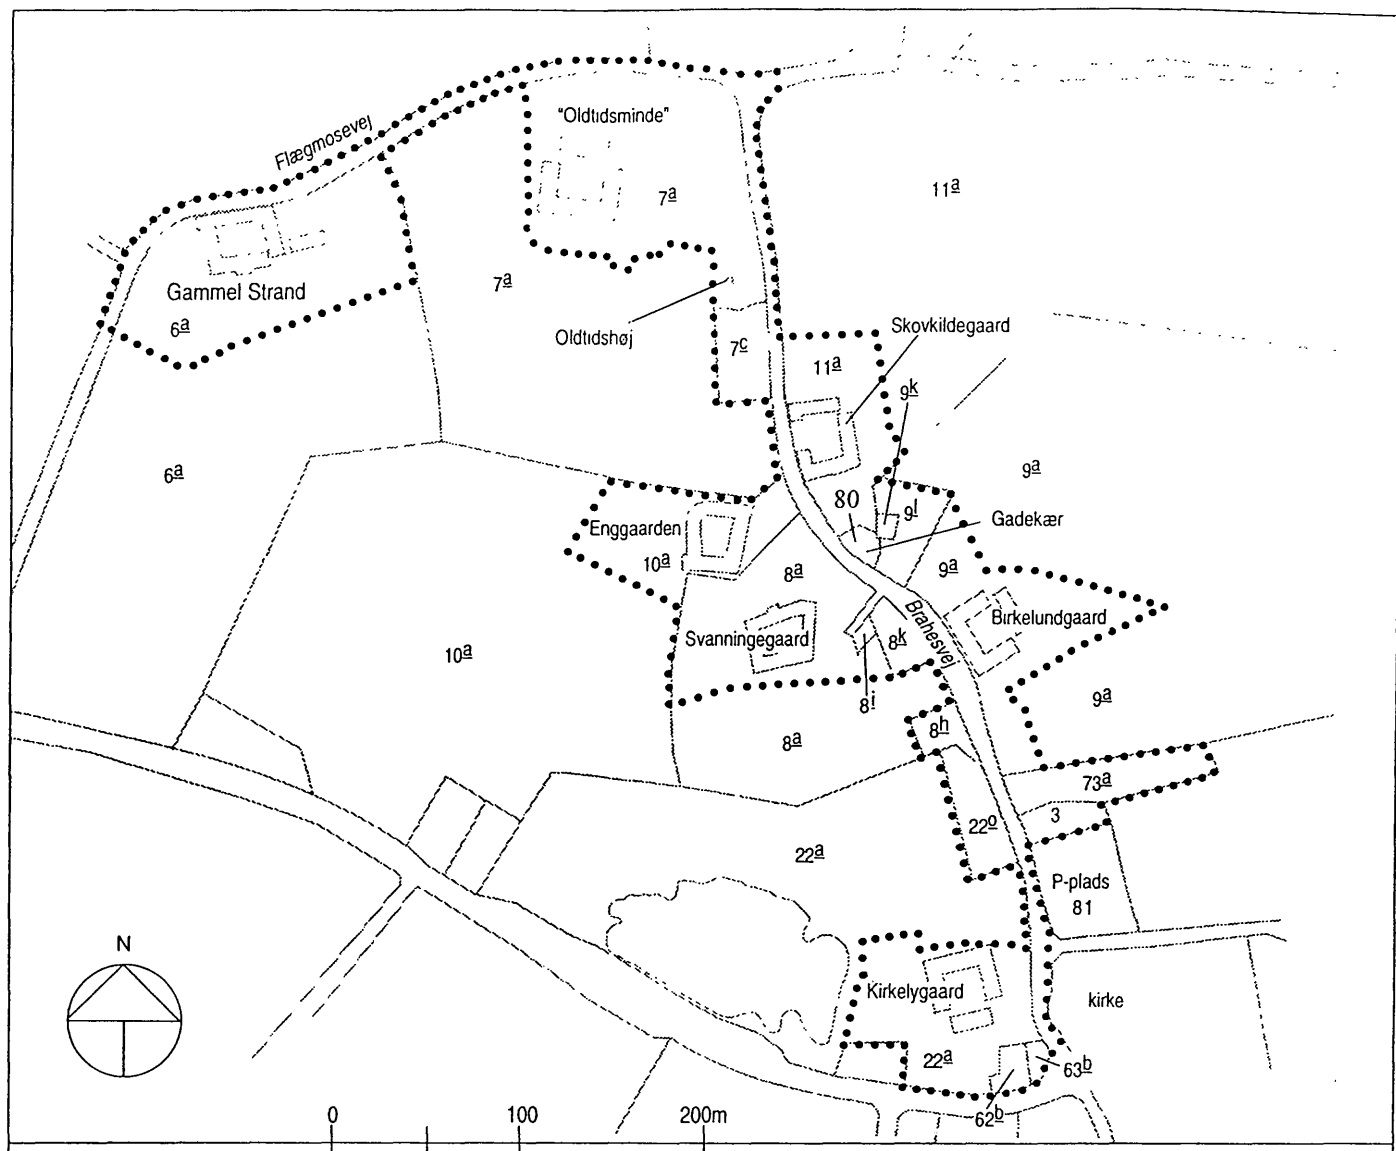 "Oldtidsminde"
Flægmosevej
7a
11a
Gammel Strand
6a
7a
Oldtidshøj
7c
Skovkildegaard
11a
9k
6a
9a
80
9l
Enggaarden
Gadekær
10a
8a
9a
Brahesvej
Birkelundgaard
Svanningegaard
8k
10a
8i
9a
8h
8a
73a
3
22o
22a
P-plads
81
N
Kirkelygaard
kirke
22a
63b
62b
0 100 200m